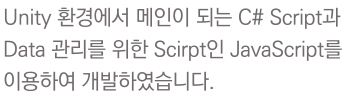 Unity 환경에서 메인이 되는 C# Script과
Data 관리를 위한 Scirpt인 JavaScript를
이용하여 개발하였습니다.